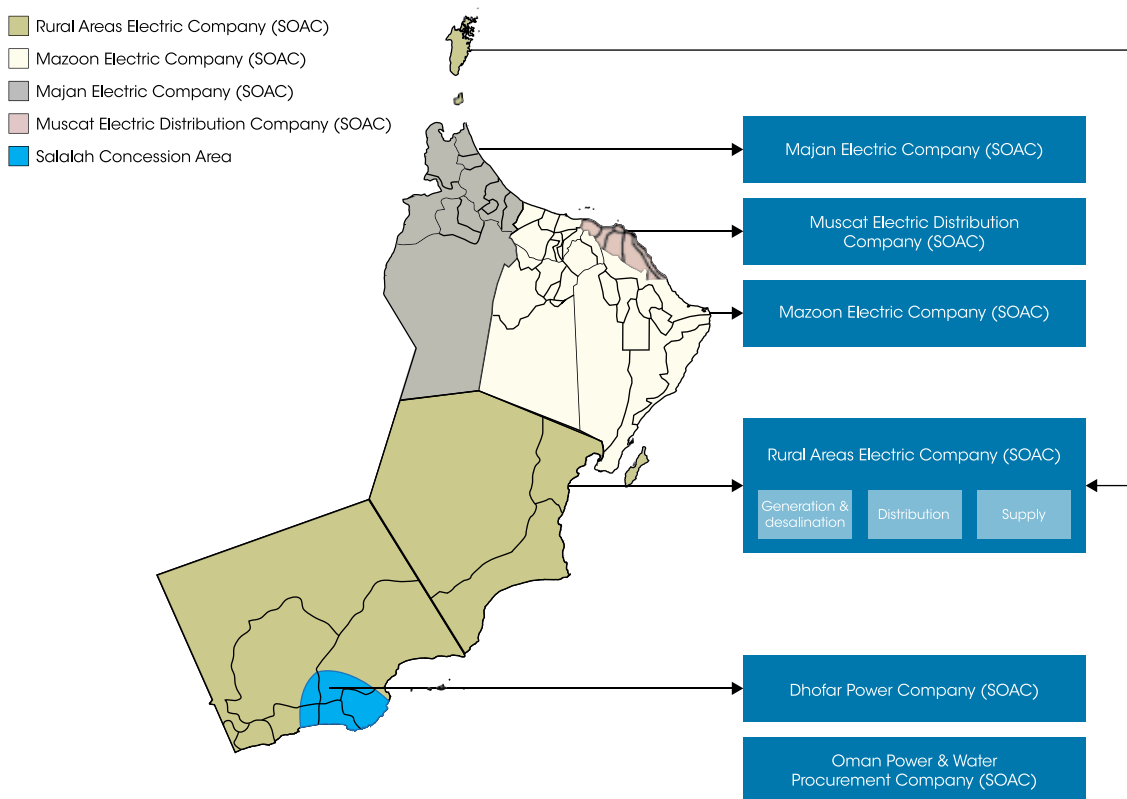 Rural Areas Electric Company (SOAC)
Mazoon Electric Company (SOAC)
Majan Electric Company (SOAC)
Muscat Electric Distribution Company (SOAC)
Salalah Concession Area
Majan Electric Company (SOAC)
Muscat Electric Distribution
Company (SOAC)
Mazoon Electric Company (SOAC)
Rural Areas Electric Company (SOAC)
Generation &
desalination
Distribution
Supply
Dhofar Power Company (SOAC)
Oman Power & Water
Procurement Company (SOAC)